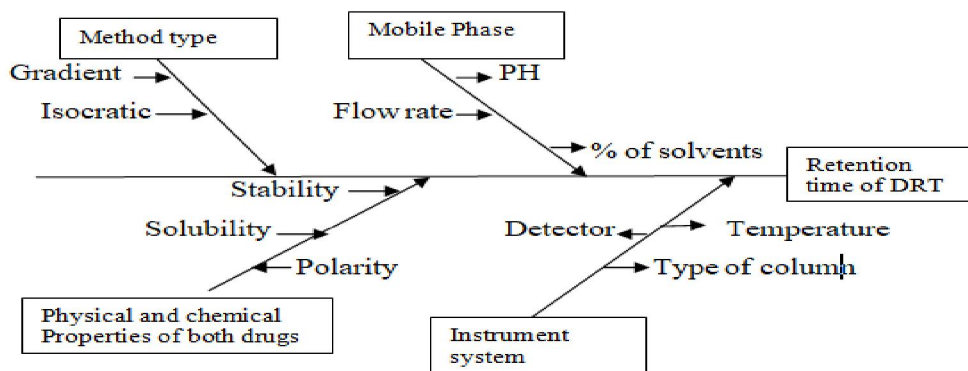 Method type
Mobile Phase
Gradient
PH
Isocratic
Flow rate
% of solvents
Retention
time of DRT
Stability
Solubility
Detector
Temperature
Polarity
Type of column
Physical and chemical
Properties of both drugs
Instrument
system